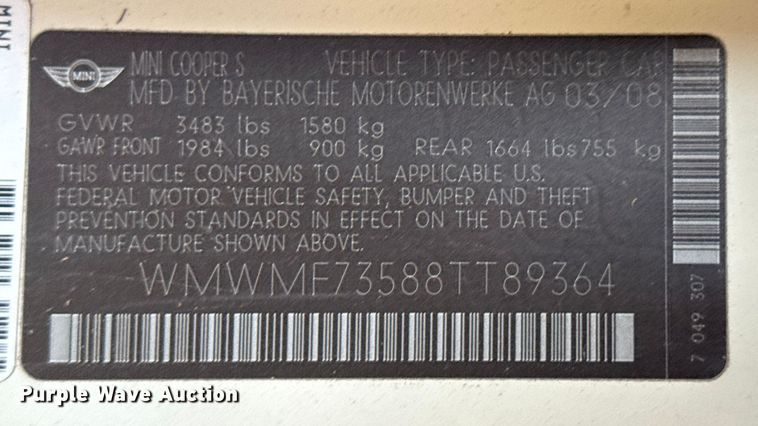 MINI
MINI
MINI COOPER S VEHICLE TYPE: PASSENGER CAR
MFD BY BAYERISCHE MOTORENWERKE AG 03/08
GVWR 3483 lbs 1580 kg
GAWR FRONT 1984 lbs 900 kg REAR 1664 lbs 755 kg
THIS VEHICLE CONFORMS TO ALL APPLICABLE U.S.
FEDERAL MOTOR VEHICLE SAFETY, BUMPER AND THEFT
PREVENTION STANDARDS IN EFFECT ON THE DATE OF
MANUFACTURE SHOWN ABOVE.
WMWMF73588TT89364
7 049 307
Purple Wave Auction